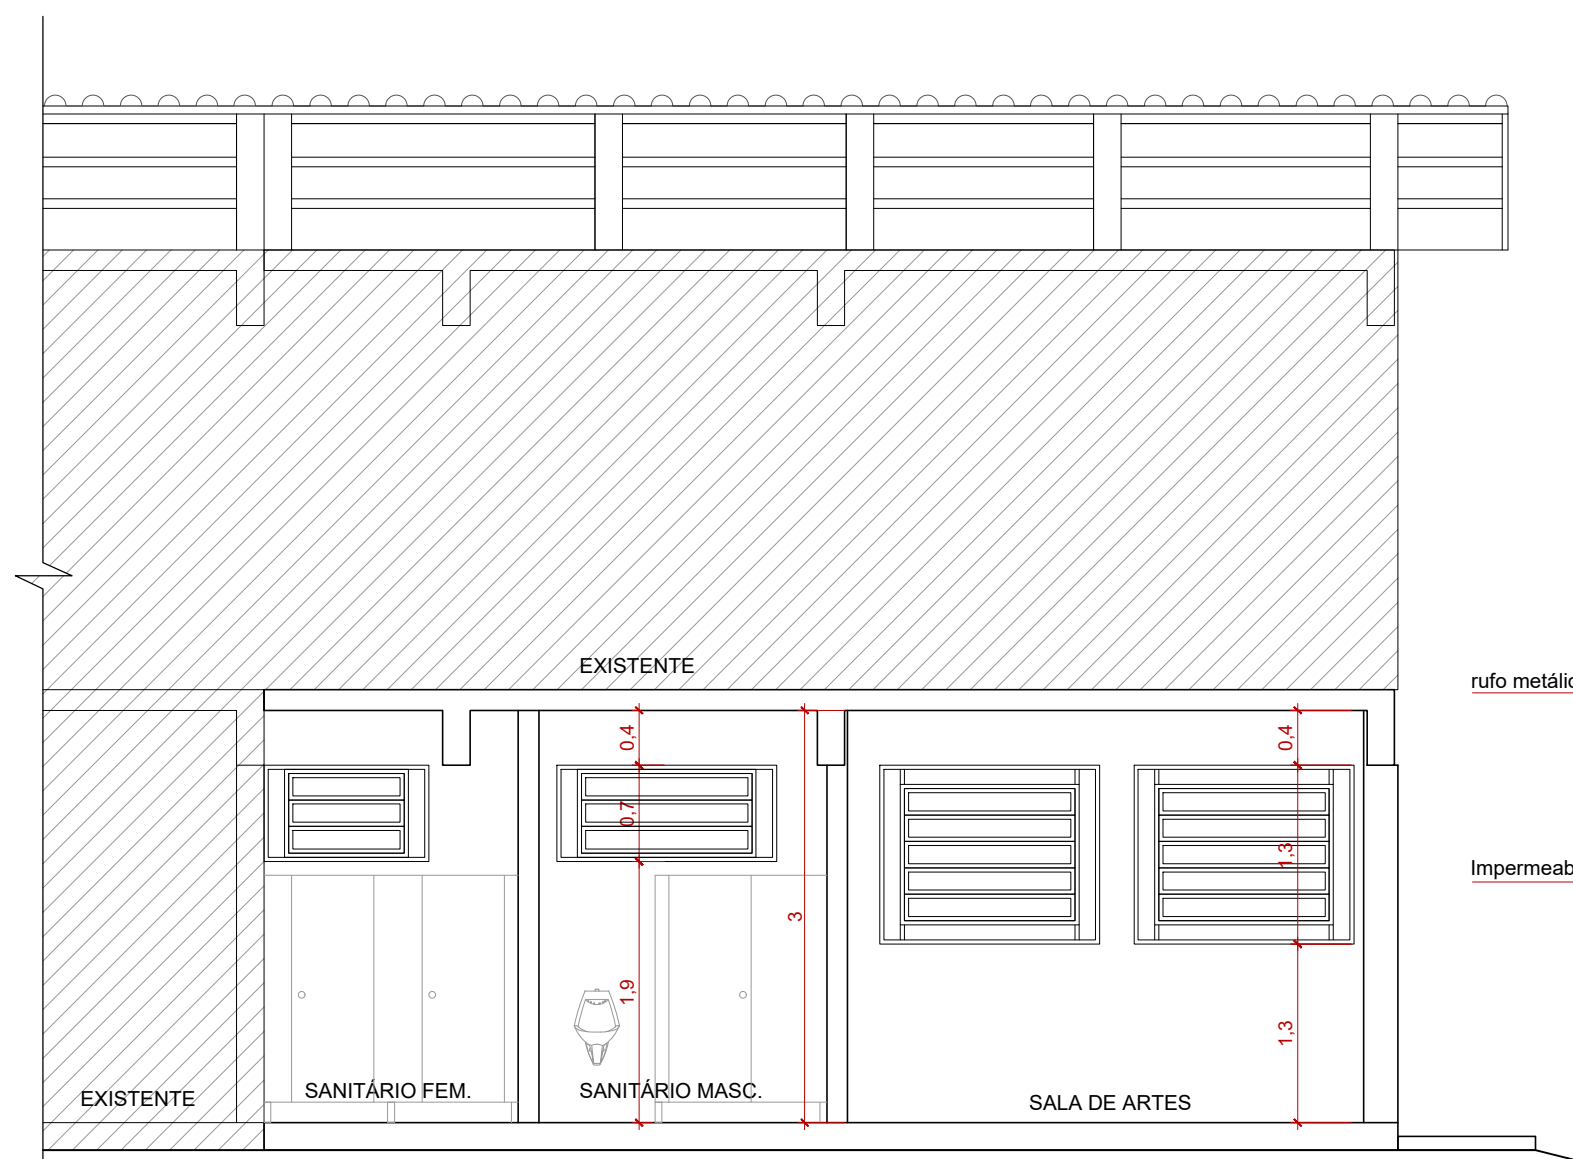 EXISTENTE
rufo metálic
0,4
0,4
0,7
1,3
Impermeab
3
1,9
1,3
EXISTENTE
SANITÁRIO FEM.
SANITÁRIO MASC.
SALA DE ARTES